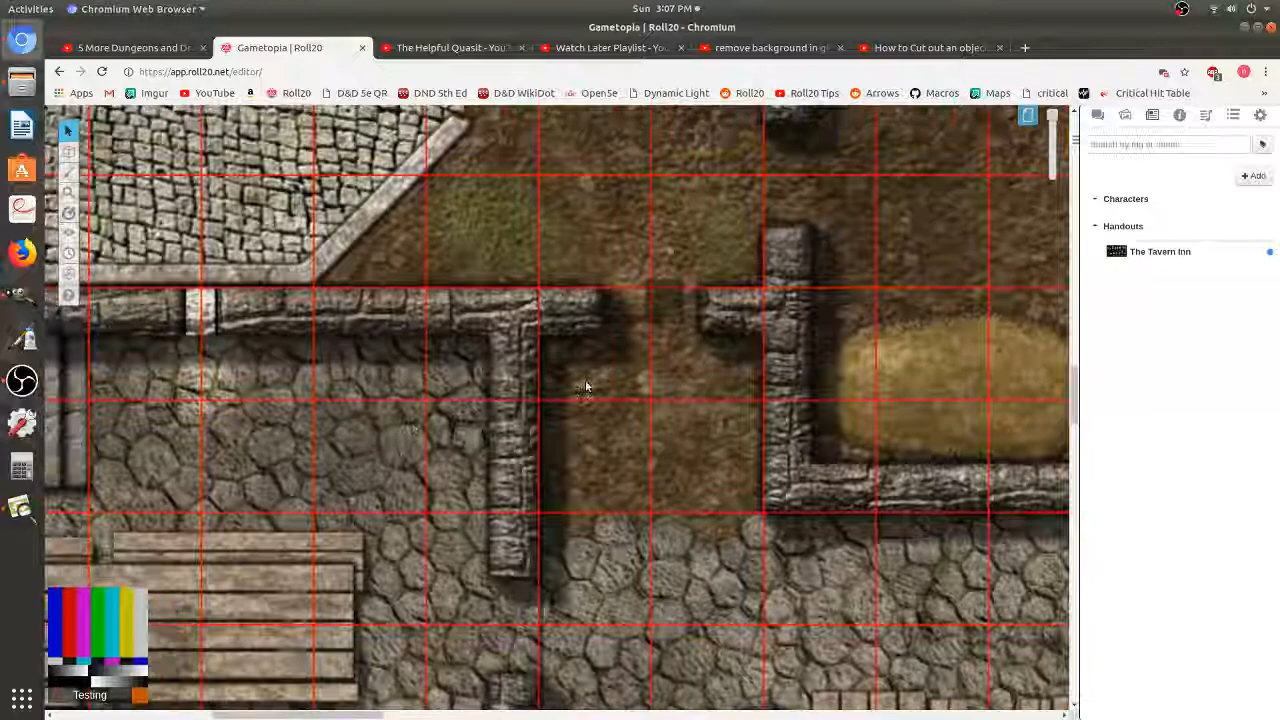 Activities
Chromium Web Browser
Sun 3:07 PM
Gametopia | Roll20 - Chromium
5 More Dungeons and Dr
Gametopia | Roll20
The Helpful Quasit - You
Watch Later Playlist - Yo
remove background in g
How to Cut out an objec
https://app.roll20.net/editor/
Apps
Imgur
YouTube
Roll20
D&D 5e QR
DND 5th Ed
D&D WikiDot
Open5e
Dynamic Light
Roll20
Roll20 Tips
Arrows
Macros
Maps
critical
Critical Hit Table
»
+ Add
Characters
Handouts
The Tavern Inn
Testing